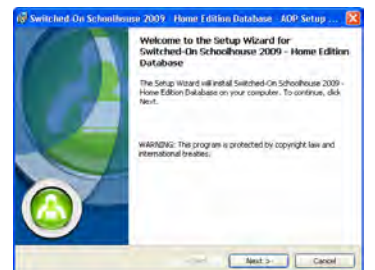 Switched-On Schoolhouse 2009 - Home Edition Database - AOP Setup ...
Welcome to the Setup Wizard for
Switched-On Schoolhouse 2009 - Home Edition
Database
The Setup Wizard will install Switched-On Schoolhouse 2009 -
Home Edition Database on your computer. To continue, click
Next.
WARNING: This program is protected by copyright law and
international treaties.
Next >
Cancel